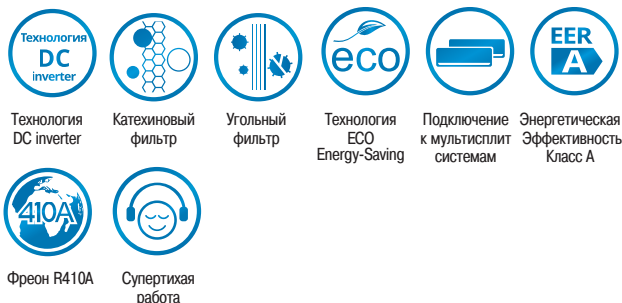 Технология
DC
inverter
eco
EER
A
Технология
DC inverter
Катехиновый
фильтр
Угольный
фильтр
Технология
ECO
Energy-Saving
Подключение
к мультисплит
системам
Энергетическая
Эффективность
Класс А
410A
Фреон R410A
Супертихая
работа